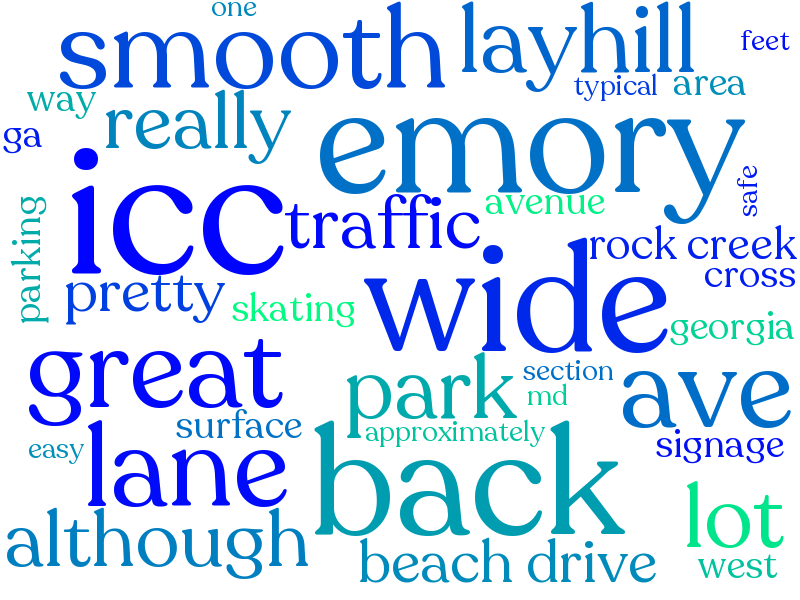 one
smooth
layhill
feet
typical
area
way
really
emory
ga
icc
safe
traffic
avenue
parking
rock creek
pretty
wide
cross
skating
georgia
great
park
section
ave
md
surface
approximately
easy
lane
back
signage
although
lot
beach drive
west